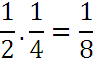 1/2 . 1/4 = 1/8